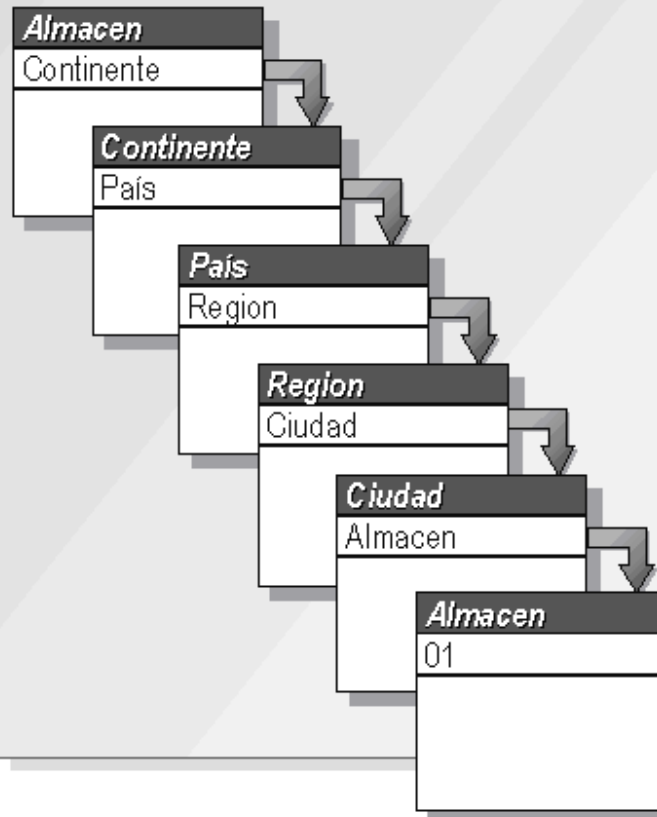 Almacen
Continente
Continente
País
País
Region
Region
Ciudad
Ciudad
Almacen
Almacen
01